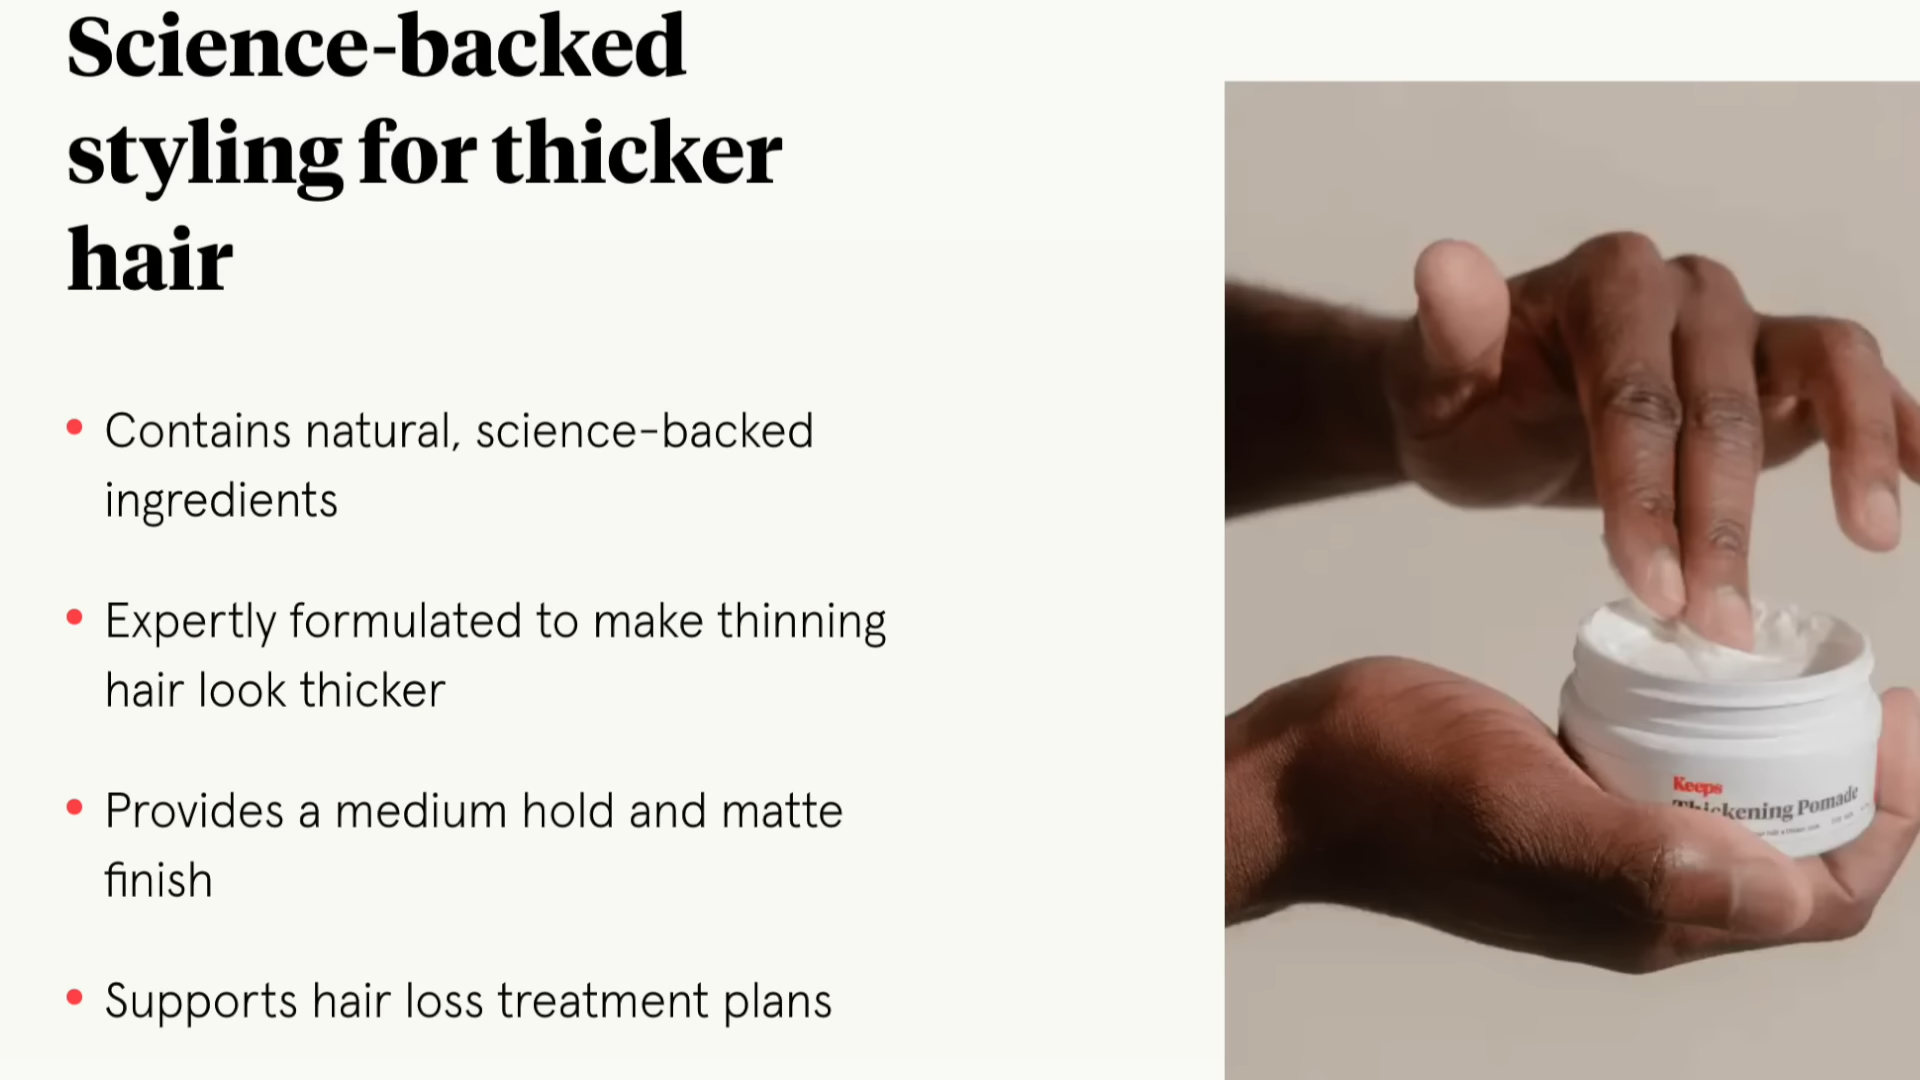 Science-backed
styling for thicker
hair
Contains natural, science-backed
ingredients
Expertly formulated to make thinning
hair look thicker
Provides a medium hold and matte
finish
Supports hair loss treatment plans
Keeps
Thickening Pomade